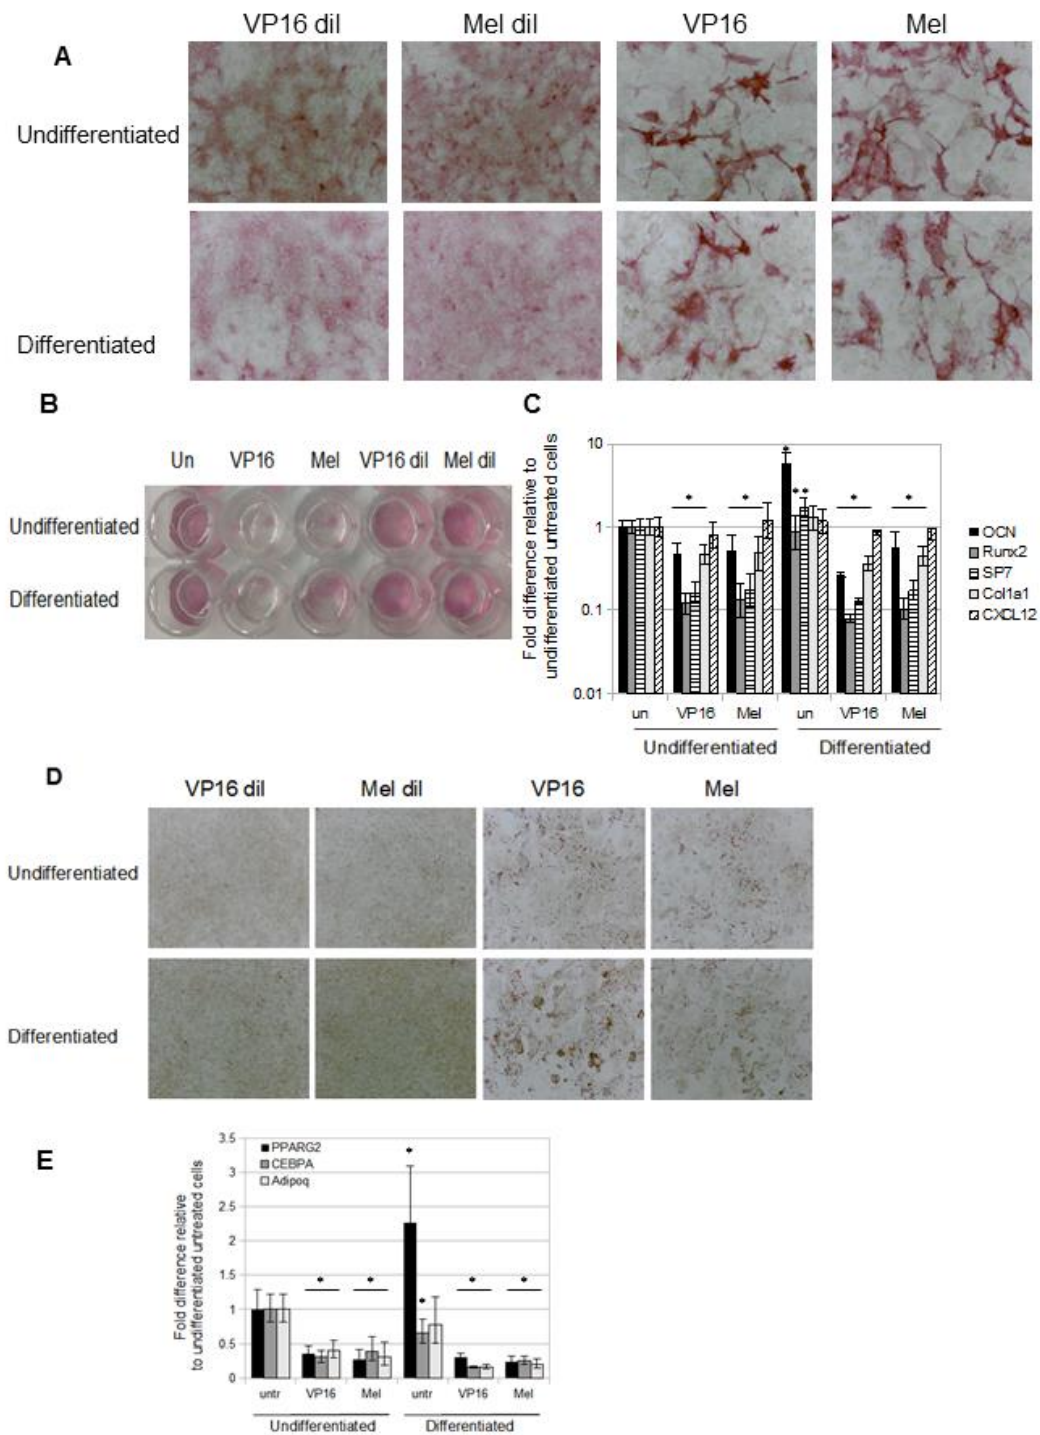 VP16 dil Mel dil VP16 Mel
A
Undifferentiated
Differentiated
B
Un VP16 Mel VP16 dil Mel dil
Undifferentiated
Differentiated
C
Fold difference relative to
undifferentiated untreated cells
10
1
0.1
0.01
*
* *
* * * *
OCN
Runx2
SP7
Col1a1
CXCL12
un VP16 Mel un VP16 Mel
Undifferentiated Differentiated
D
VP16 dil Mel dil VP16 Mel
Undifferentiated
Differentiated
E
Fold difference relative
to undifferentiated untreated cells
3.5
3
2.5
2
1.5
1
0.5
0
PPARG2
CEBPA
Adipoq
*
* * * *
*
untr VP16 Mel untr VP16 Mel
Undifferentiated Differentiated